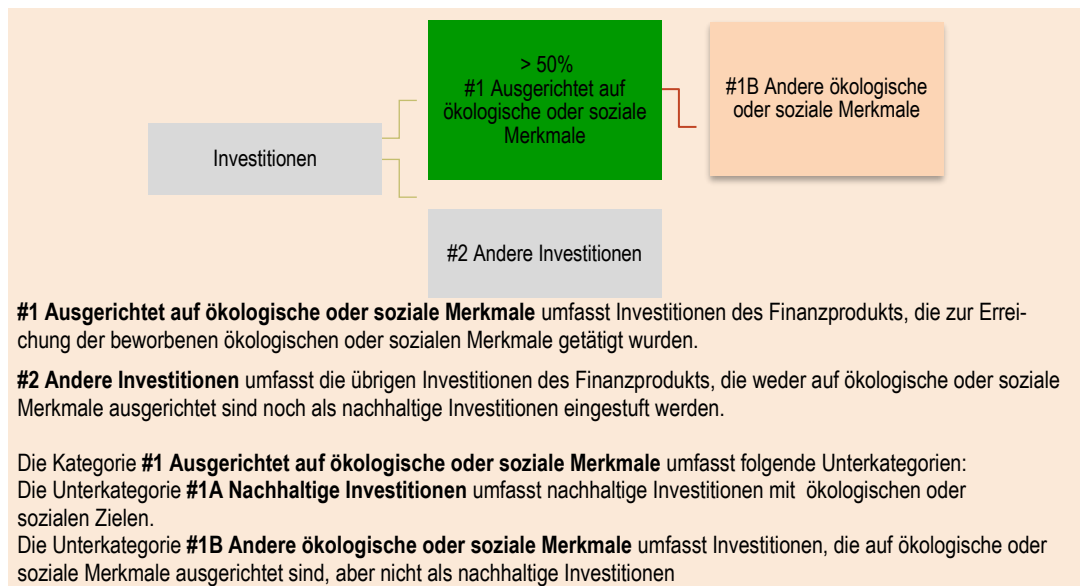 > 50%
#1 Ausgerichtet auf
ökologische oder soziale
Merkmale
#1B Andere ökologische
oder soziale Merkmale
Investitionen
#2 Andere Investitionen
#1 Ausgerichtet auf ökologische oder soziale Merkmale umfasst Investitionen des Finanzprodukts, die zur Errei-
chung der beworbenen ökologischen oder sozialen Merkmale getätigt wurden.
#2 Andere Investitionen umfasst die übrigen Investitionen des Finanzprodukts, die weder auf ökologische oder soziale
Merkmale ausgerichtet sind noch als nachhaltige Investitionen eingestuft werden.
Die Kategorie #1 Ausgerichtet auf ökologische oder soziale Merkmale umfasst folgende Unterkategorien:
Die Unterkategorie #1A Nachhaltige Investitionen umfasst nachhaltige Investitionen mit ökologischen oder
sozialen Zielen.
Die Unterkategorie #1B Andere ökologische oder soziale Merkmale umfasst Investitionen, die auf ökologische oder
soziale Merkmale ausgerichtet sind, aber nicht als nachhaltige Investitionen